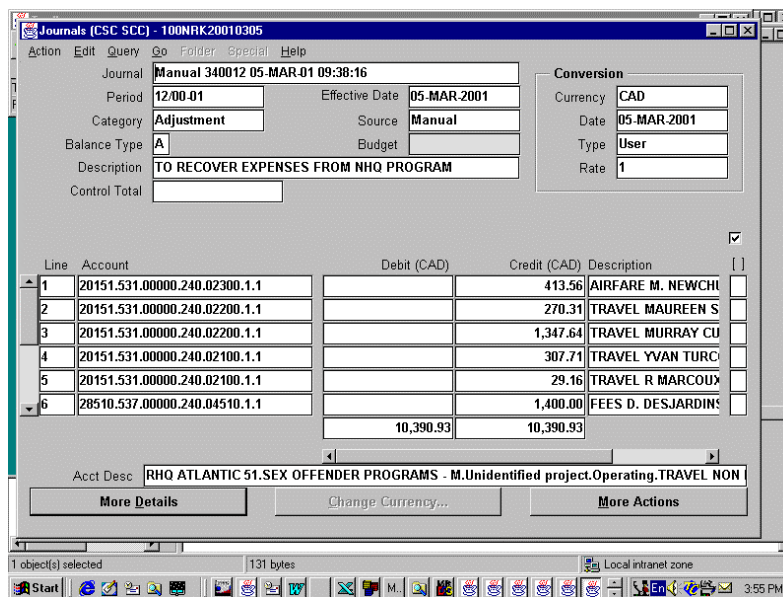 Journals (CSC SCC) - 100NRK20010305
Action Edit Query Go Folder Special Help
Journal Manual 340012 05-MAR-01 09:38:16
Conversion
Period 12/00-01 Effective Date 05-MAR-2001 Currency CAD
Category Adjustment Source Manual Date 05-MAR-2001
Balance Type A Budget Type User
Description TO RECOVER EXPENSES FROM NHQ PROGRAM Rate 1
Control Total
Line Account Debit (CAD) Credit (CAD) Description [ ]
1 20151.531.00000.240.02300.1.1 413.56 AIRFARE M. NEWCHU
2 20151.531.00000.240.02200.1.1 270.31 TRAVEL MAUREEN S
3 20151.531.00000.240.02200.1.1 1,347.64 TRAVEL MURRAY CU
4 20151.531.00000.240.02100.1.1 307.71 TRAVEL YVAN TURC
5 20151.531.00000.240.02100.1.1 29.16 TRAVEL R MARCOUX
6 28510.537.00000.240.04510.1.1 1,400.00 FEES D. DESJARDINS
10,390.93 10,390.93
Acct Desc RHQ ATLANTIC 51.SEX OFFENDER PROGRAMS - M.Unidentified project.Operating.TRAVEL NON
More Details Change Currency... More Actions
1 object(s) selected 131 bytes Local intranet zone
Start M.. En 3:55 PM